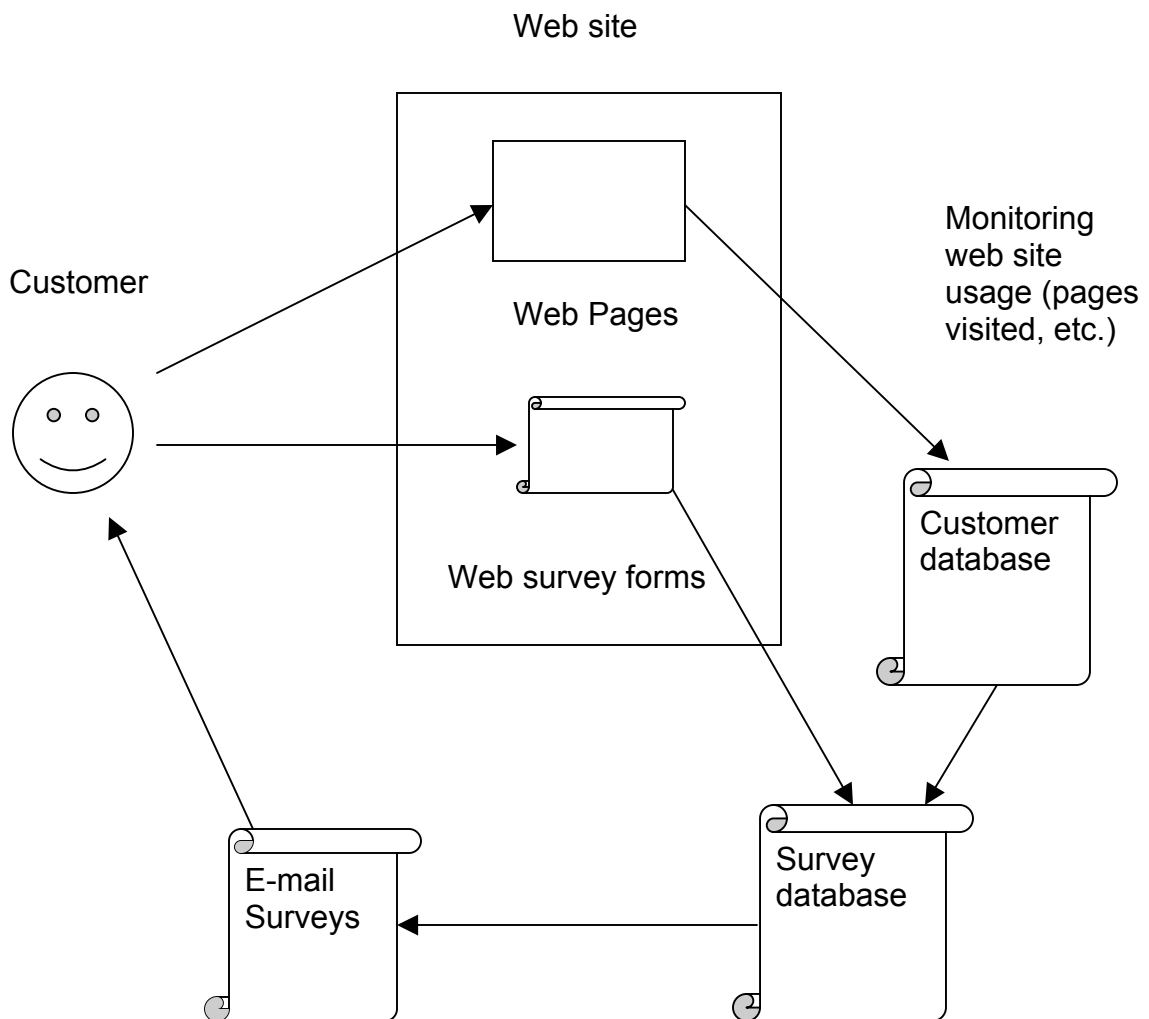 Web site
Customer
Web Pages
Web survey forms
Monitoring
web site
usage (pages
visited, etc.)
Customer
database
Survey
database
E-mail
Surveys